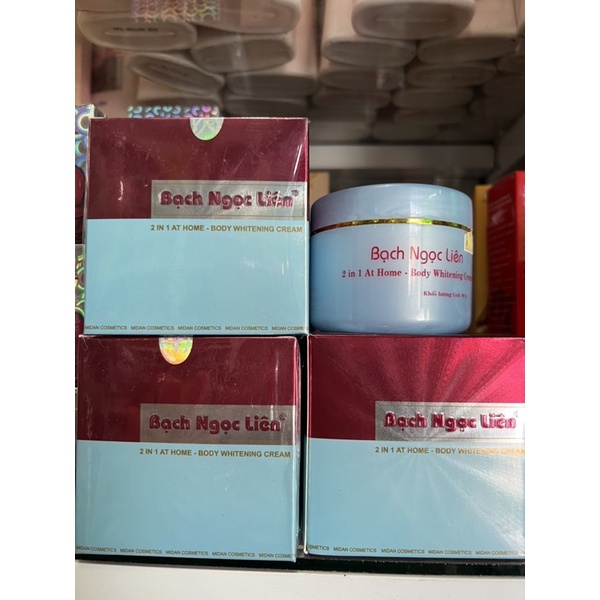 Bạch Ngọc Liên®
2 IN 1 AT HOME - BODY WHITENING CREAM
MIDAN COSMETICS MIDAN COSMETICS MIDAN COSMETICS MIDAN COSMETICS
Bạch Ngọc Liên
2 in 1 At Home - Body Whitening
Khối lượng tịnh
Bạch Ngọc Liên®
2 IN 1 AT HOME - BODY WHITENING CREAM
MIDAN COSMETICS MIDAN COSMETICS MIDAN COSMETICS MIDAN COSMETICS
Bạch Ngọc Liên®
2 IN 1 AT HOME - BODY WHITENING CREAM
COSMETICS MIDAN COSMETICS MIDAN COSMETICS MIDAN COSMETICS